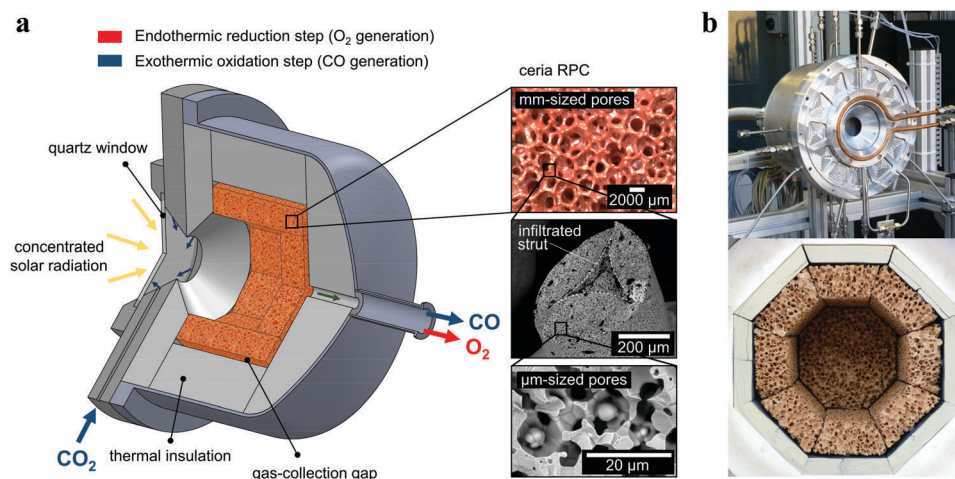 a
Endothermic reduction step (O₂ generation)
Exothermic oxidation step (CO generation)
quartz window
concentrated
solar radiation
CO₂
thermal insulation
gas-collection gap
CO
O₂
ceria RPC
mm-sized pores
2000 µm
infiltrated
strut
200 µm
µm-sized pores
20 µm
b